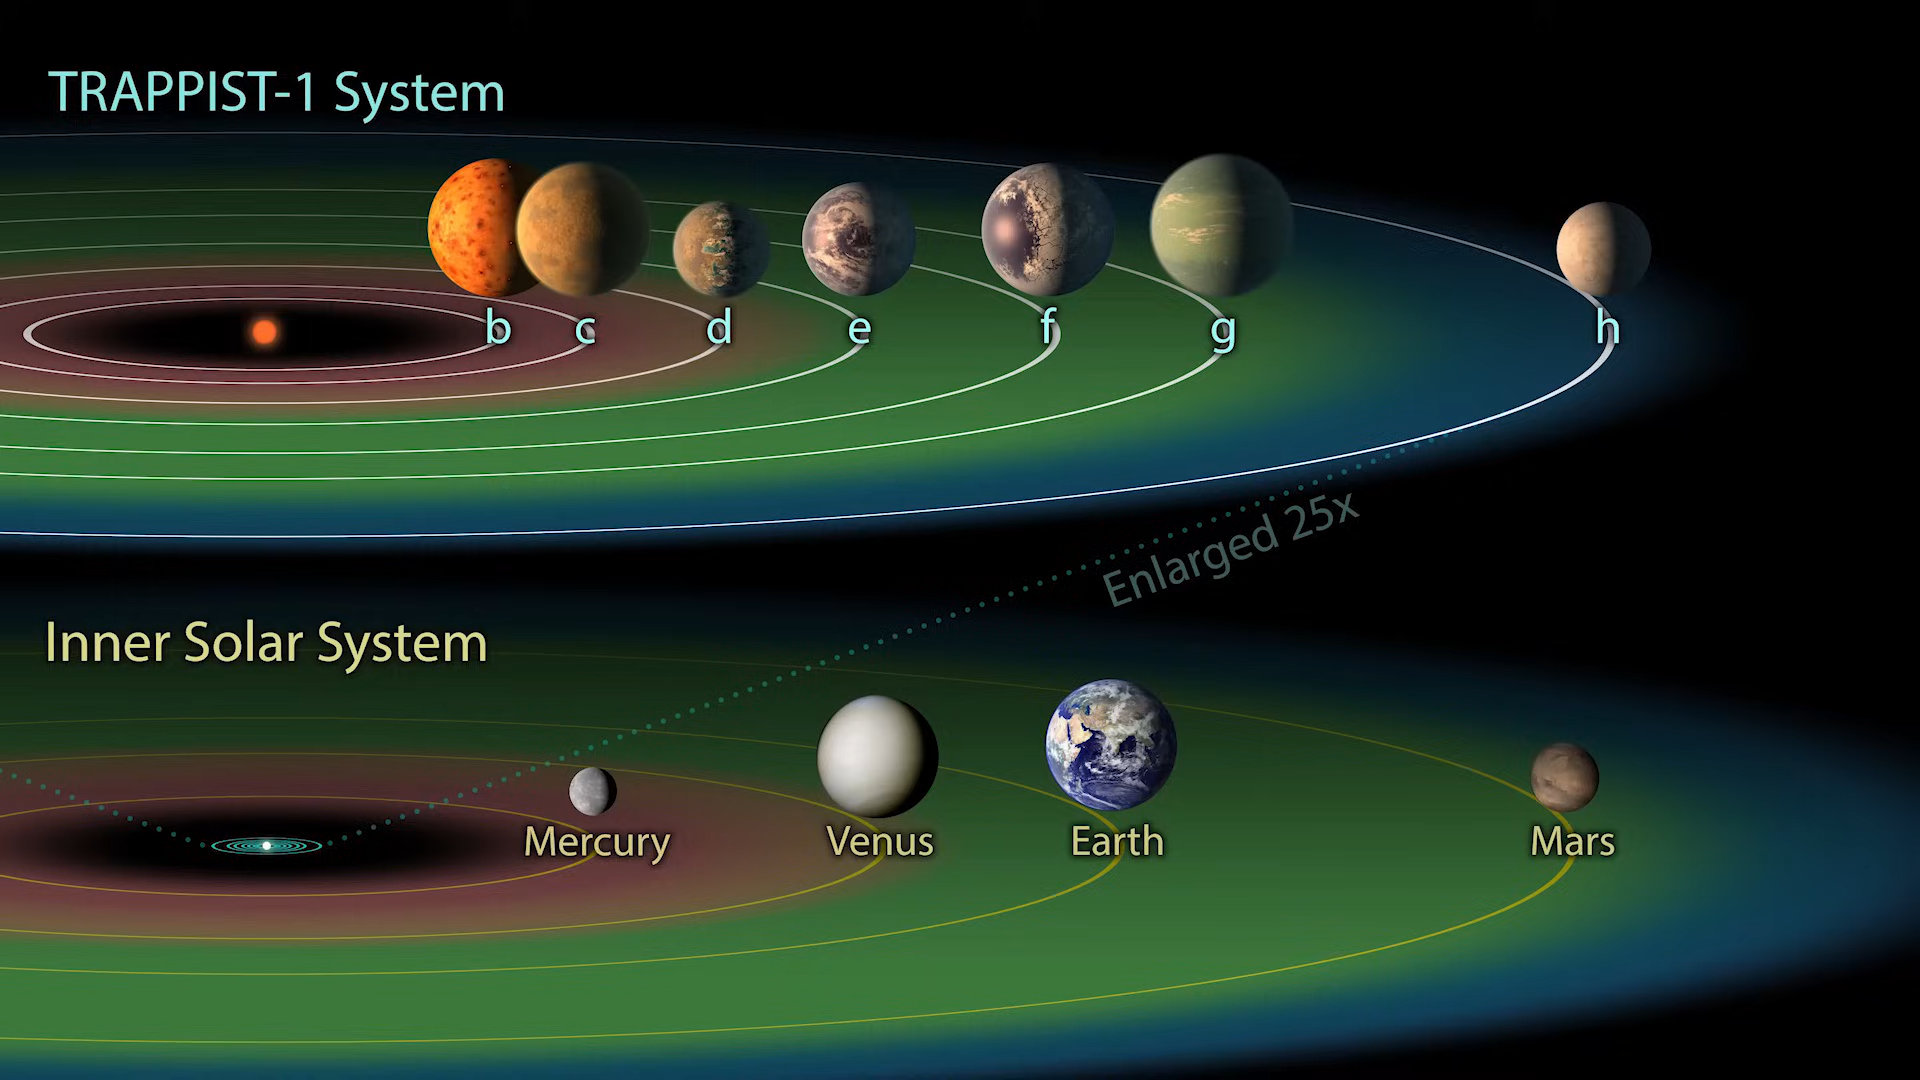 TRAPPIST-1 System
b c d e f g h
Enlarged 25x
Inner Solar System
Mercury Venus Earth Mars